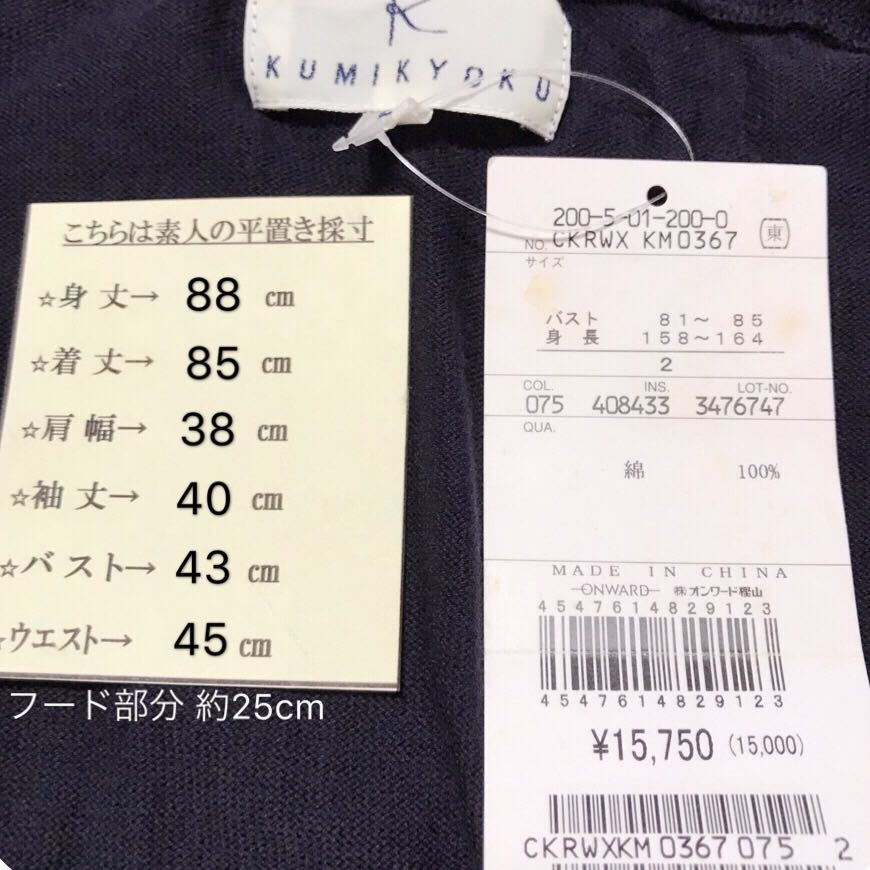 K
KUMIKYOKU
こちらは素人の平置き採寸
☆身 丈→ 88 ㎝
☆着 丈→ 85 ㎝
☆肩 幅→ 38 ㎝
☆袖 丈→ 40 ㎝
☆バ スト→ 43 ㎝
☆ウエスト→ 45 ㎝
フード部分 約25cm
200-5-01-200-0
NO. CKRWX KM0367 東
サイズ
バスト 81〜 85
身 長 158〜164
2
COL. INS. LOT-NO.
075 408433 3476747
QUA.
綿 100%
MADE IN CHINA
ONWARD ㈱オンワード樫山
4547614829123
4547614829123
¥15,750 (15,000)
CKRWXKM0367 075 2